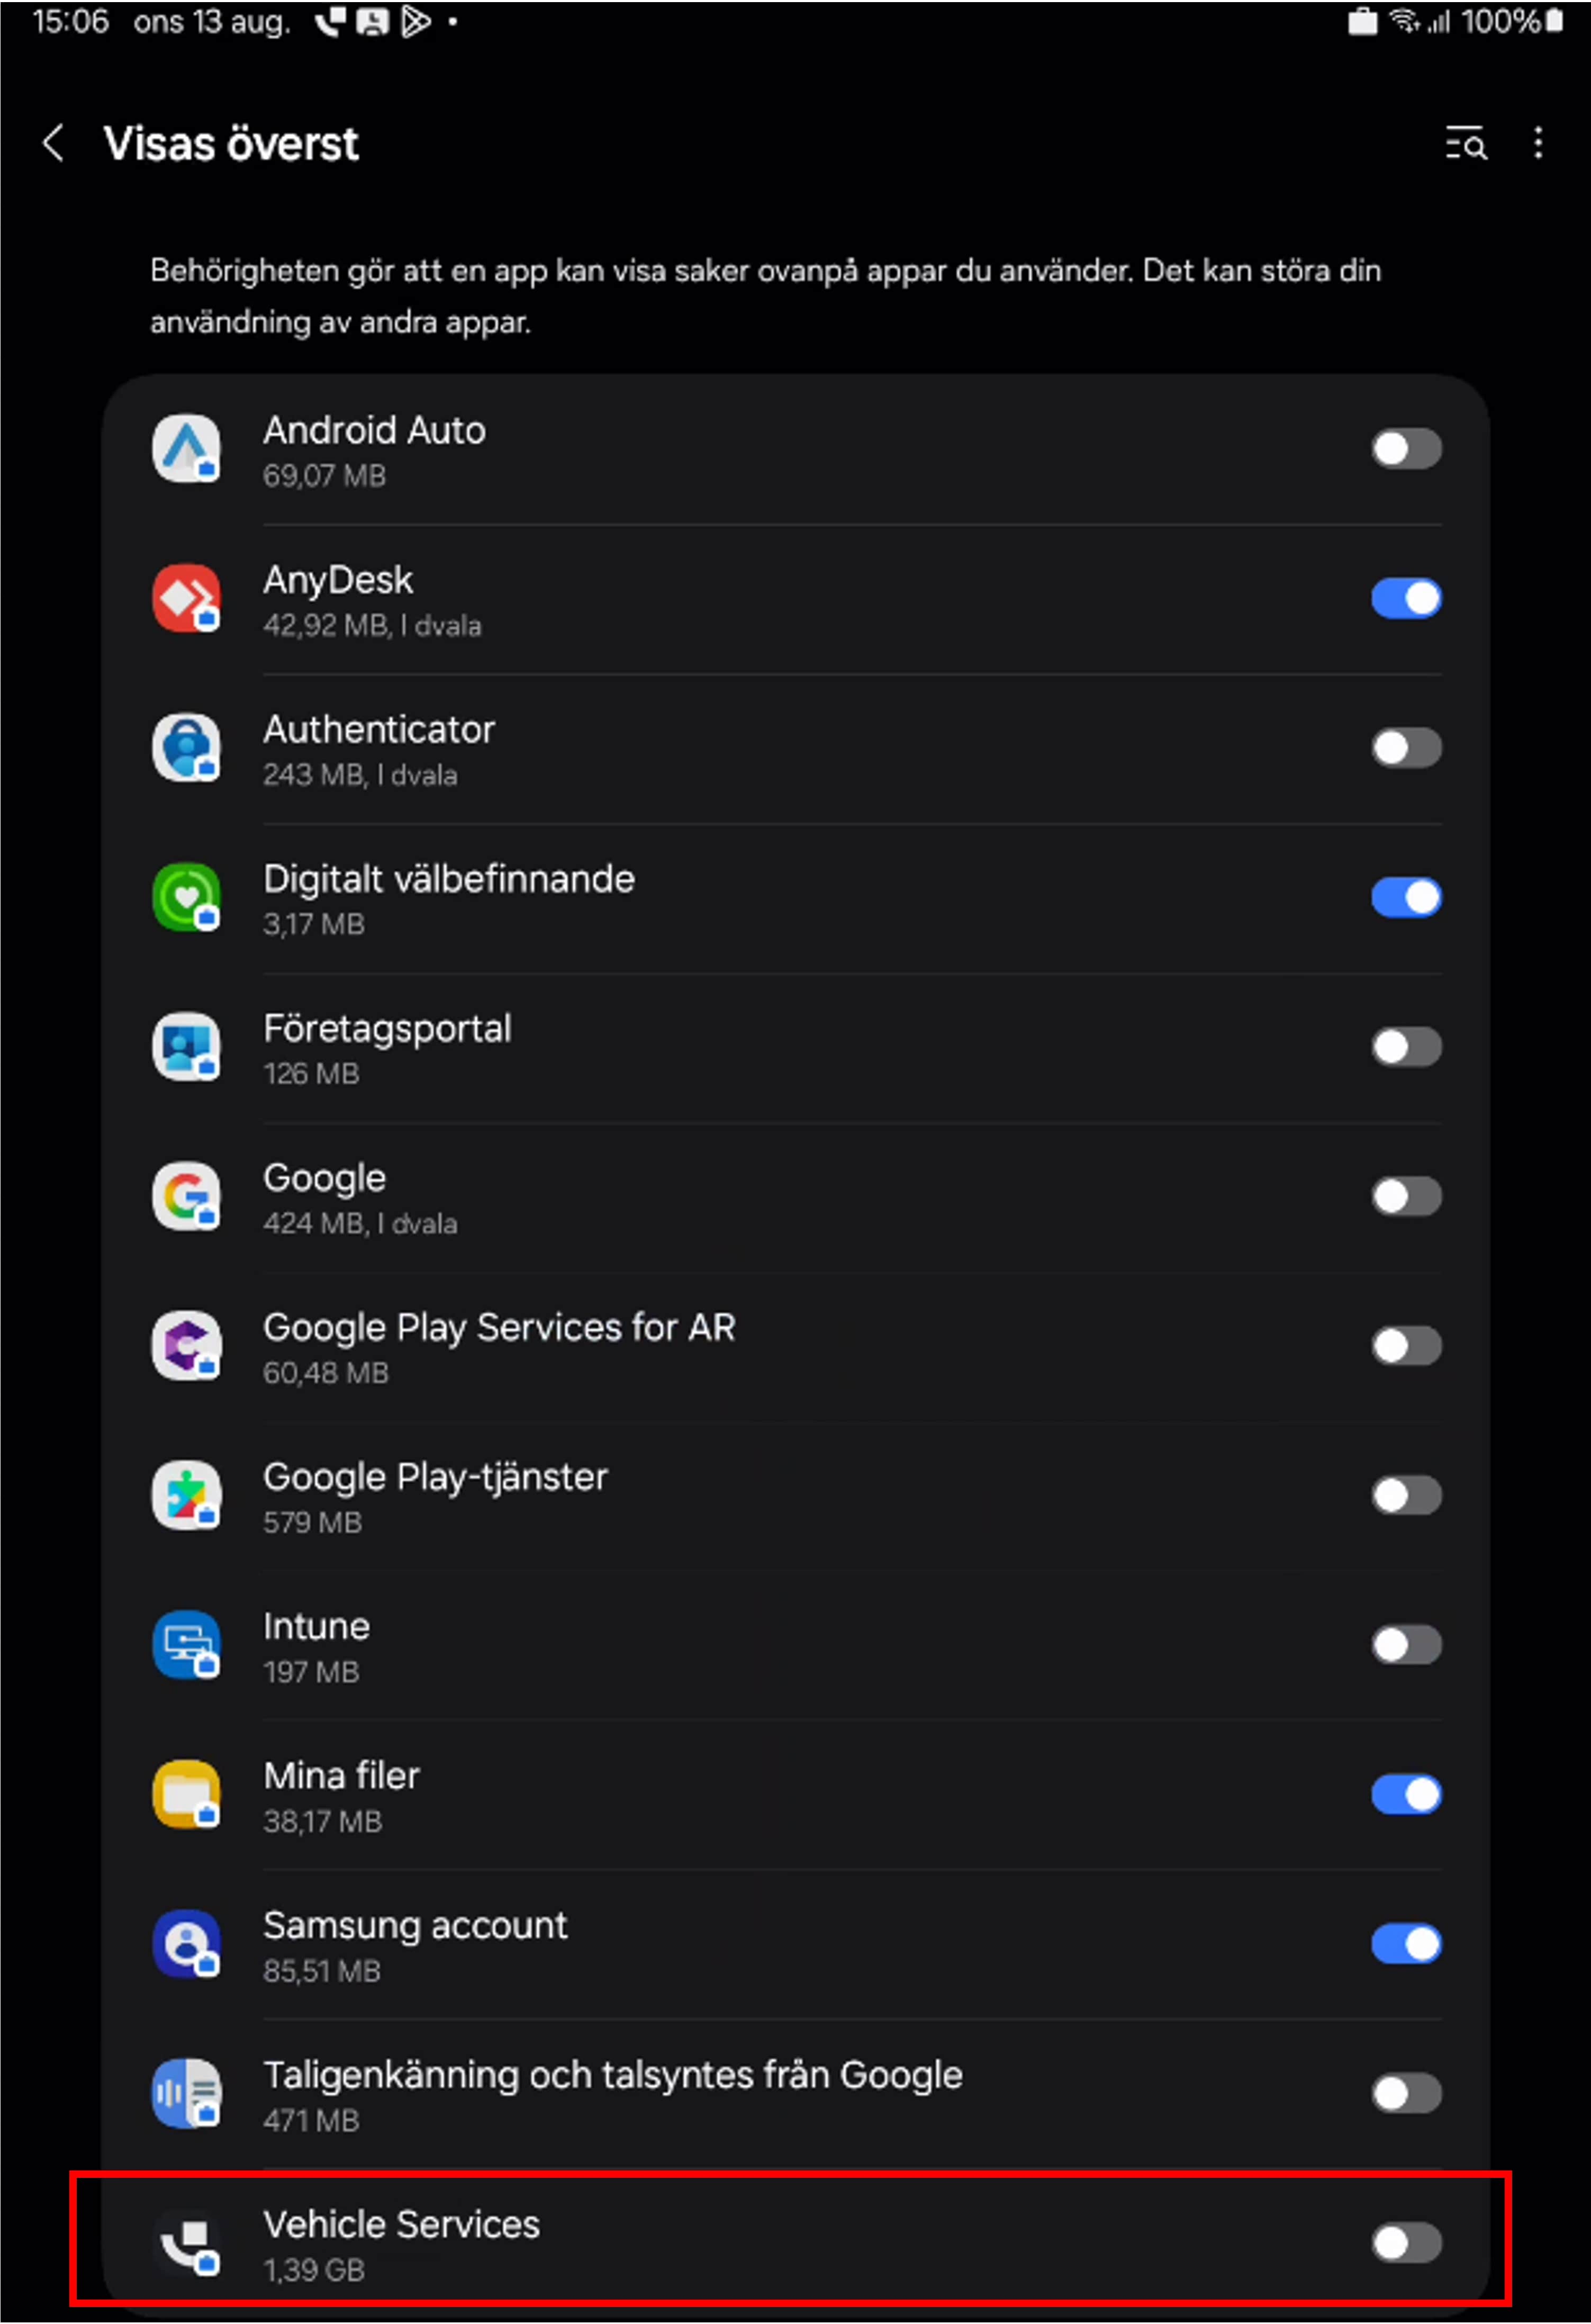 15:06 ons 13 aug. 100%
Visas överst
Behörigheten gör att en app kan visa saker ovanpå appar du använder. Det kan störa din
användning av andra appar.
Android Auto
69,07 MB
AnyDesk
42,92 MB, I dvala
Authenticator
243 MB, I dvala
Digitalt välbefinnande
3,17 MB
Företagsportal
126 MB
Google
424 MB, I dvala
Google Play Services for AR
60,48 MB
Google Play-tjänster
579 MB
Intune
197 MB
Mina filer
38,17 MB
Samsung account
85,51 MB
Taligenkänning och talsyntes från Google
471 MB
Vehicle Services
1,39 GB